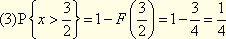 (3)P{x > 3/2} = 1 − F(3/2) = 1 − 3/4 = 1/4